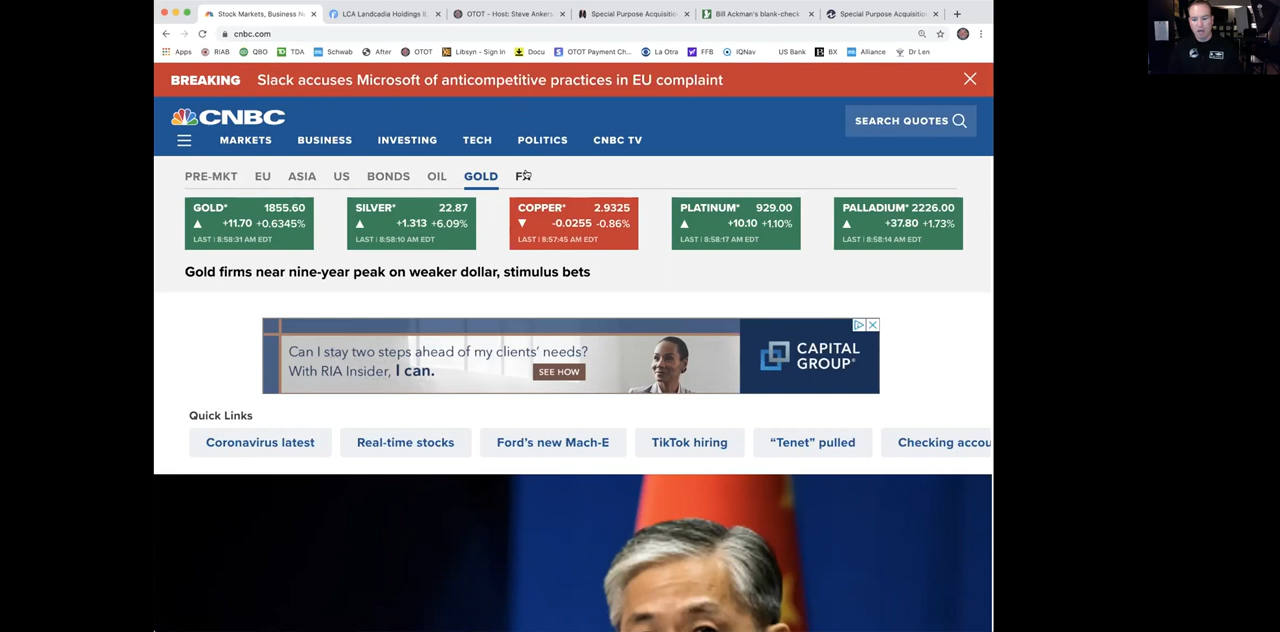 Stock Markets, Business N
LCA Landcadia Holdings II
OTOT - Host: Steve Ankers
Special Purpose Acquisitio
Bill Ackman's blank-check
Special Purpose Acquisitio
cnbc.com
Apps RIAB QBO TDA Schwab After OTOT Libsyn - Sign in Docu OTOT Payment Ch... La Otra FFB IQNav US Bank BX Alliance Dr Len
BREAKING Slack accuses Microsoft of anticompetitive practices in EU complaint
CNBC
SEARCH QUOTES
MARKETS BUSINESS INVESTING TECH POLITICS CNBC TV
PRE-MKT EU ASIA US BONDS OIL GOLD
GOLD* 1855.60
+11.70 +0.6345%
LAST | 8:58:31 AM EDT
SILVER* 22.87
+1.313 +6.09%
LAST | 8:58:10 AM EDT
COPPER* 2.9325
-0.0255 -0.86%
LAST | 8:57:45 AM EDT
PLATINUM* 929.00
+10.10 +1.10%
LAST | 8:58:17 AM EDT
PALLADIUM* 2226.00
+37.80 +1.73%
LAST | 8:58:14 AM EDT
Gold firms near nine-year peak on weaker dollar, stimulus bets
Can I stay two steps ahead of my clients' needs?
With RIA Insider, I can.
SEE HOW
CAPITAL
GROUP®
Quick Links
Coronavirus latest
Real-time stocks
Ford's new Mach-E
TikTok hiring
"Tenet" pulled
Checking accou